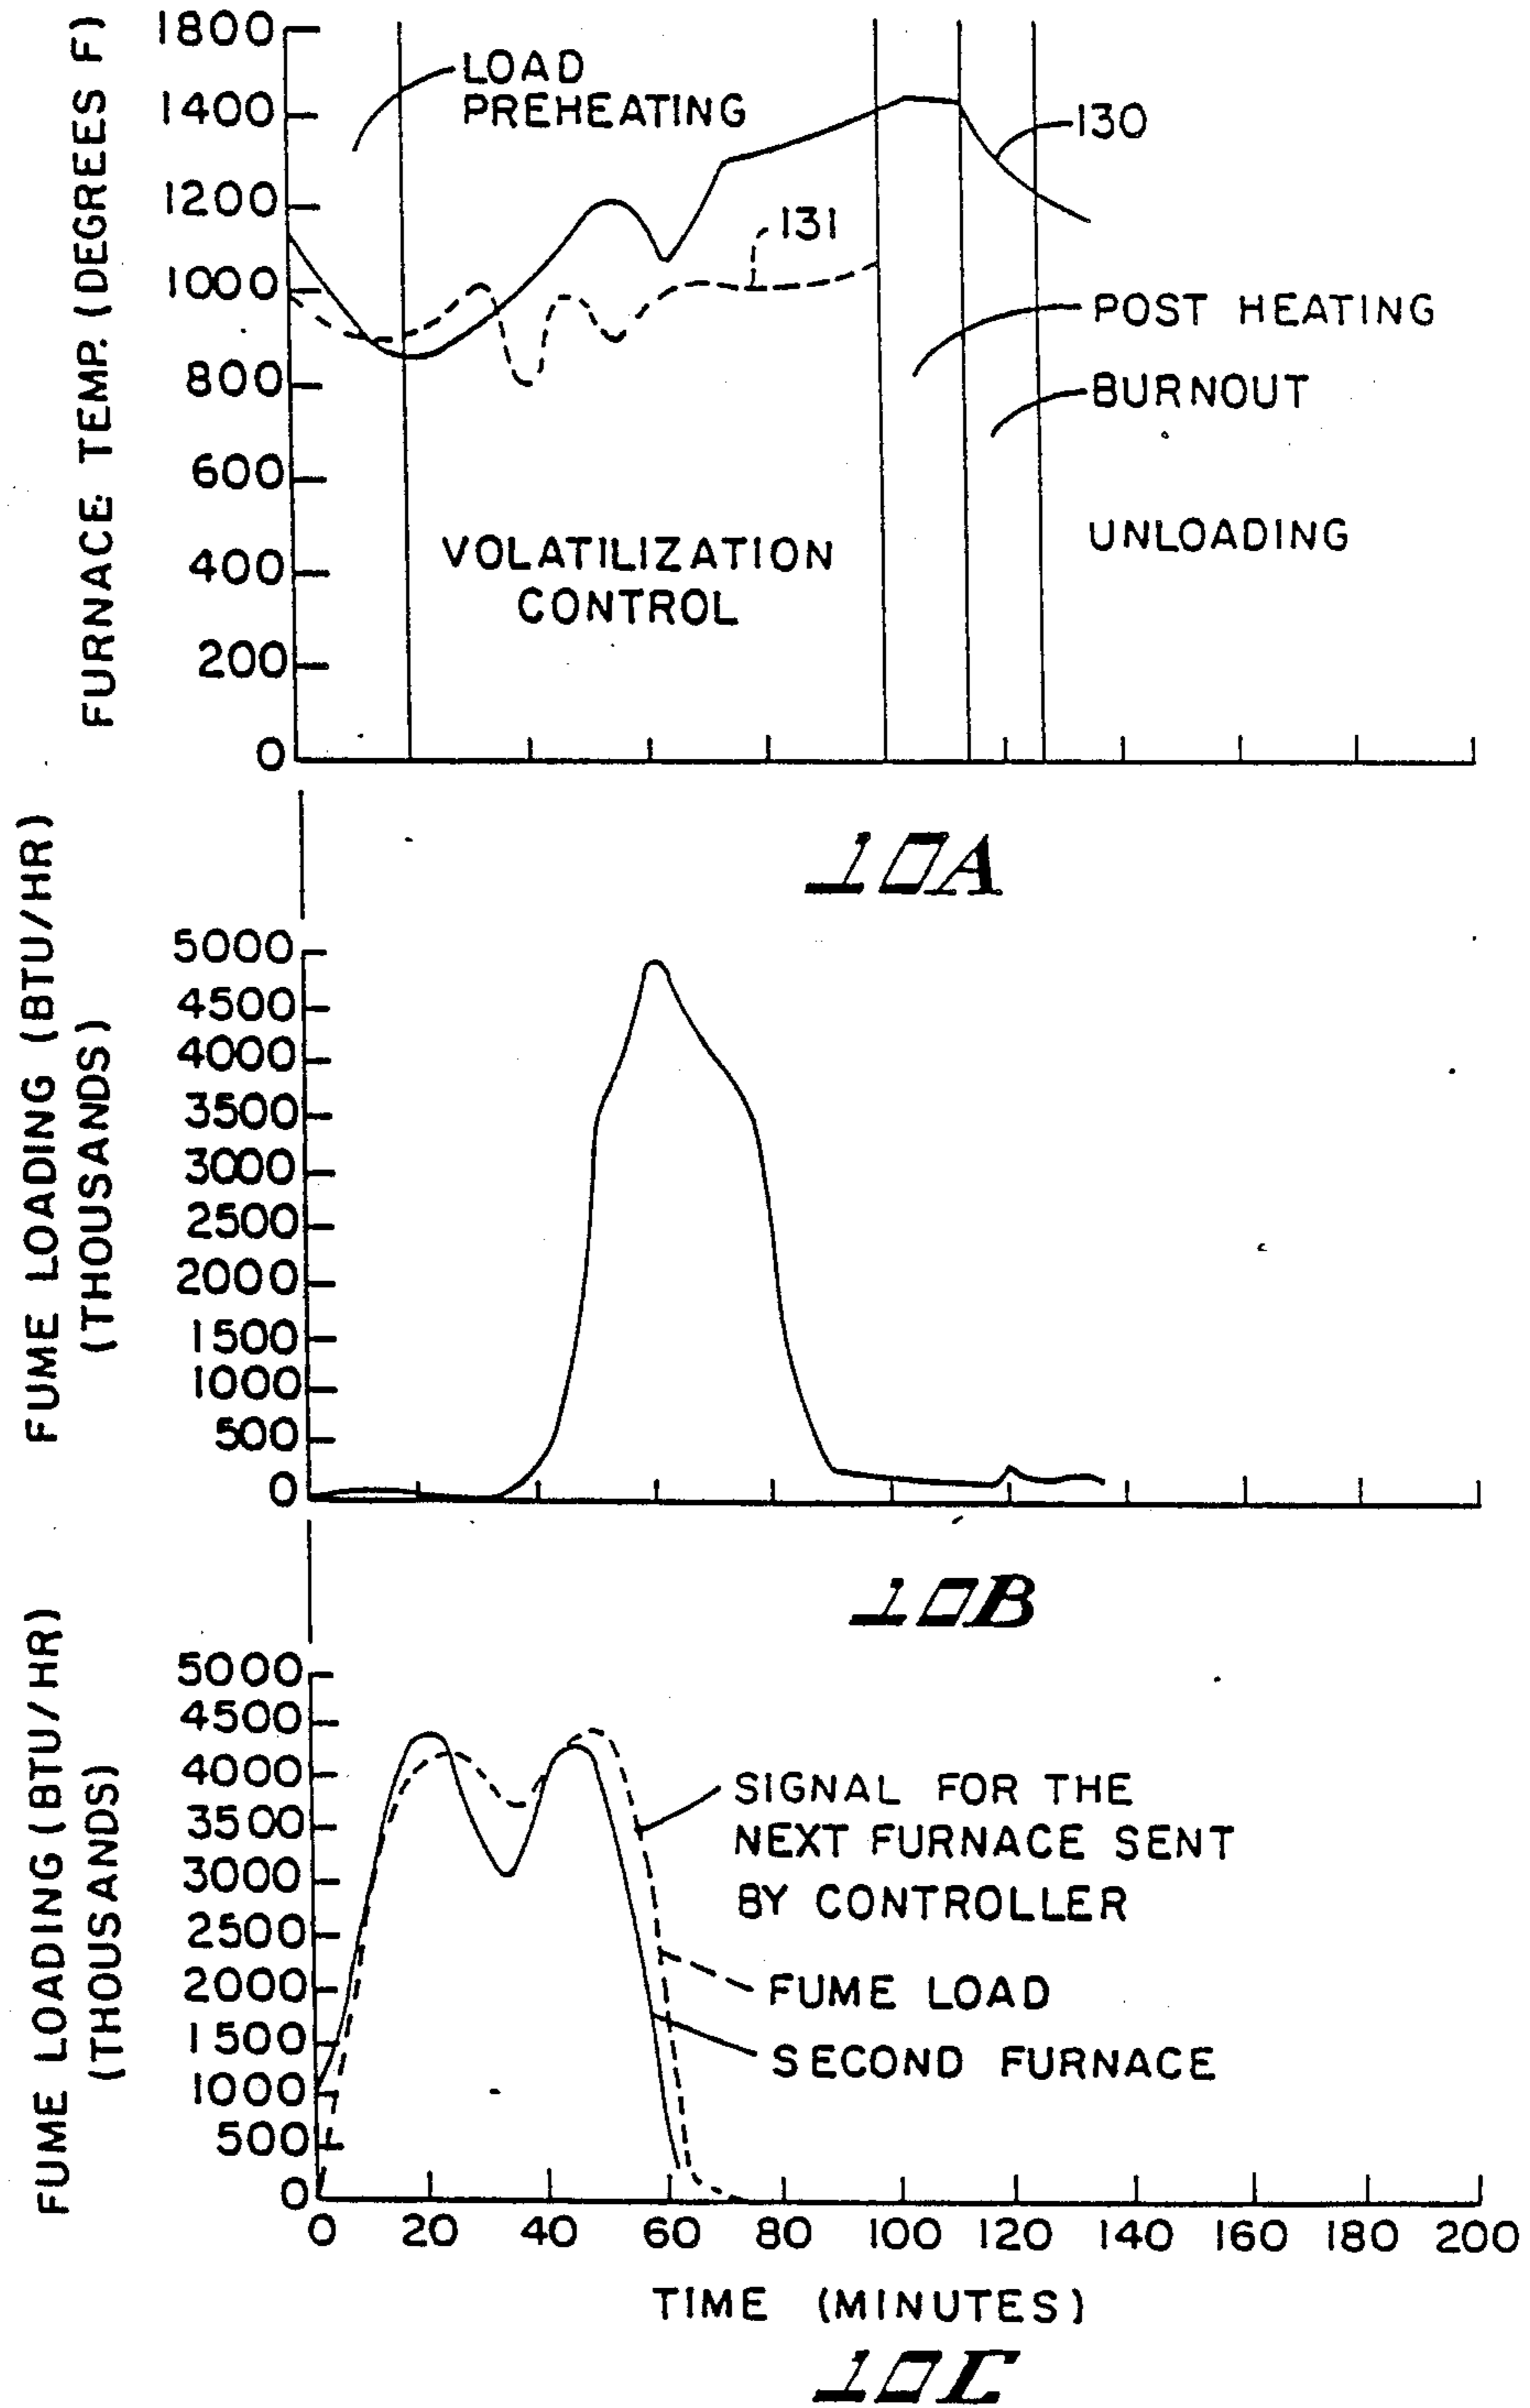 FURNACE TEMP. (DEGREES F)
1800
1400
1200
1000
800
600
400
200
0
LOAD
PREHEATING
130
131
POST HEATING
BURNOUT
VOLATILIZATION
CONTROL
UNLOADING
10A
FUME LOADING (BTU/HR)
(THOUSANDS)
5000
4500
4000
3500
3000
2500
2000
1500
1000
500
0
10B
FUME LOADING (BTU/HR)
(THOUSANDS)
5000
4500
4000
3500
3000
2500
2000
1500
1000
500
0
SIGNAL FOR THE
NEXT FURNACE SENT
BY CONTROLLER
FUME LOAD
SECOND FURNACE
0 20 40 60 80 100 120 140 160 180 200
TIME (MINUTES)
10C